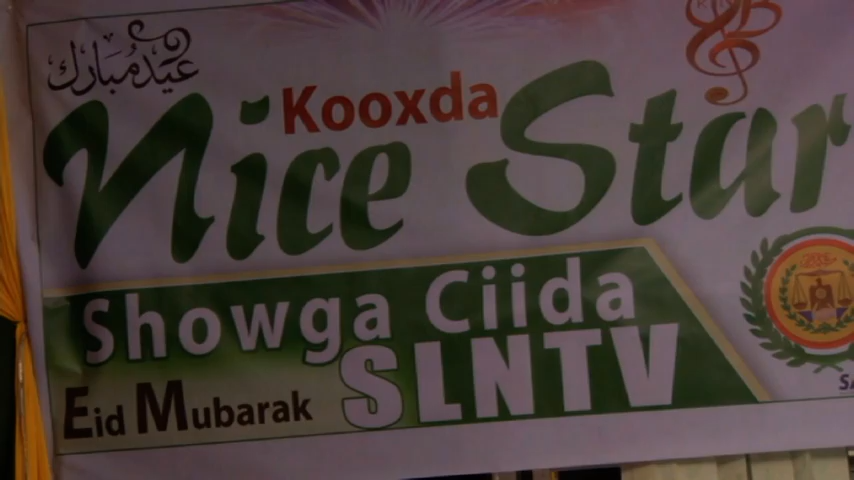 عيد مبارك
Kooxda
Nice Star
Showga Ciida
SLNTV
Eid Mubarak